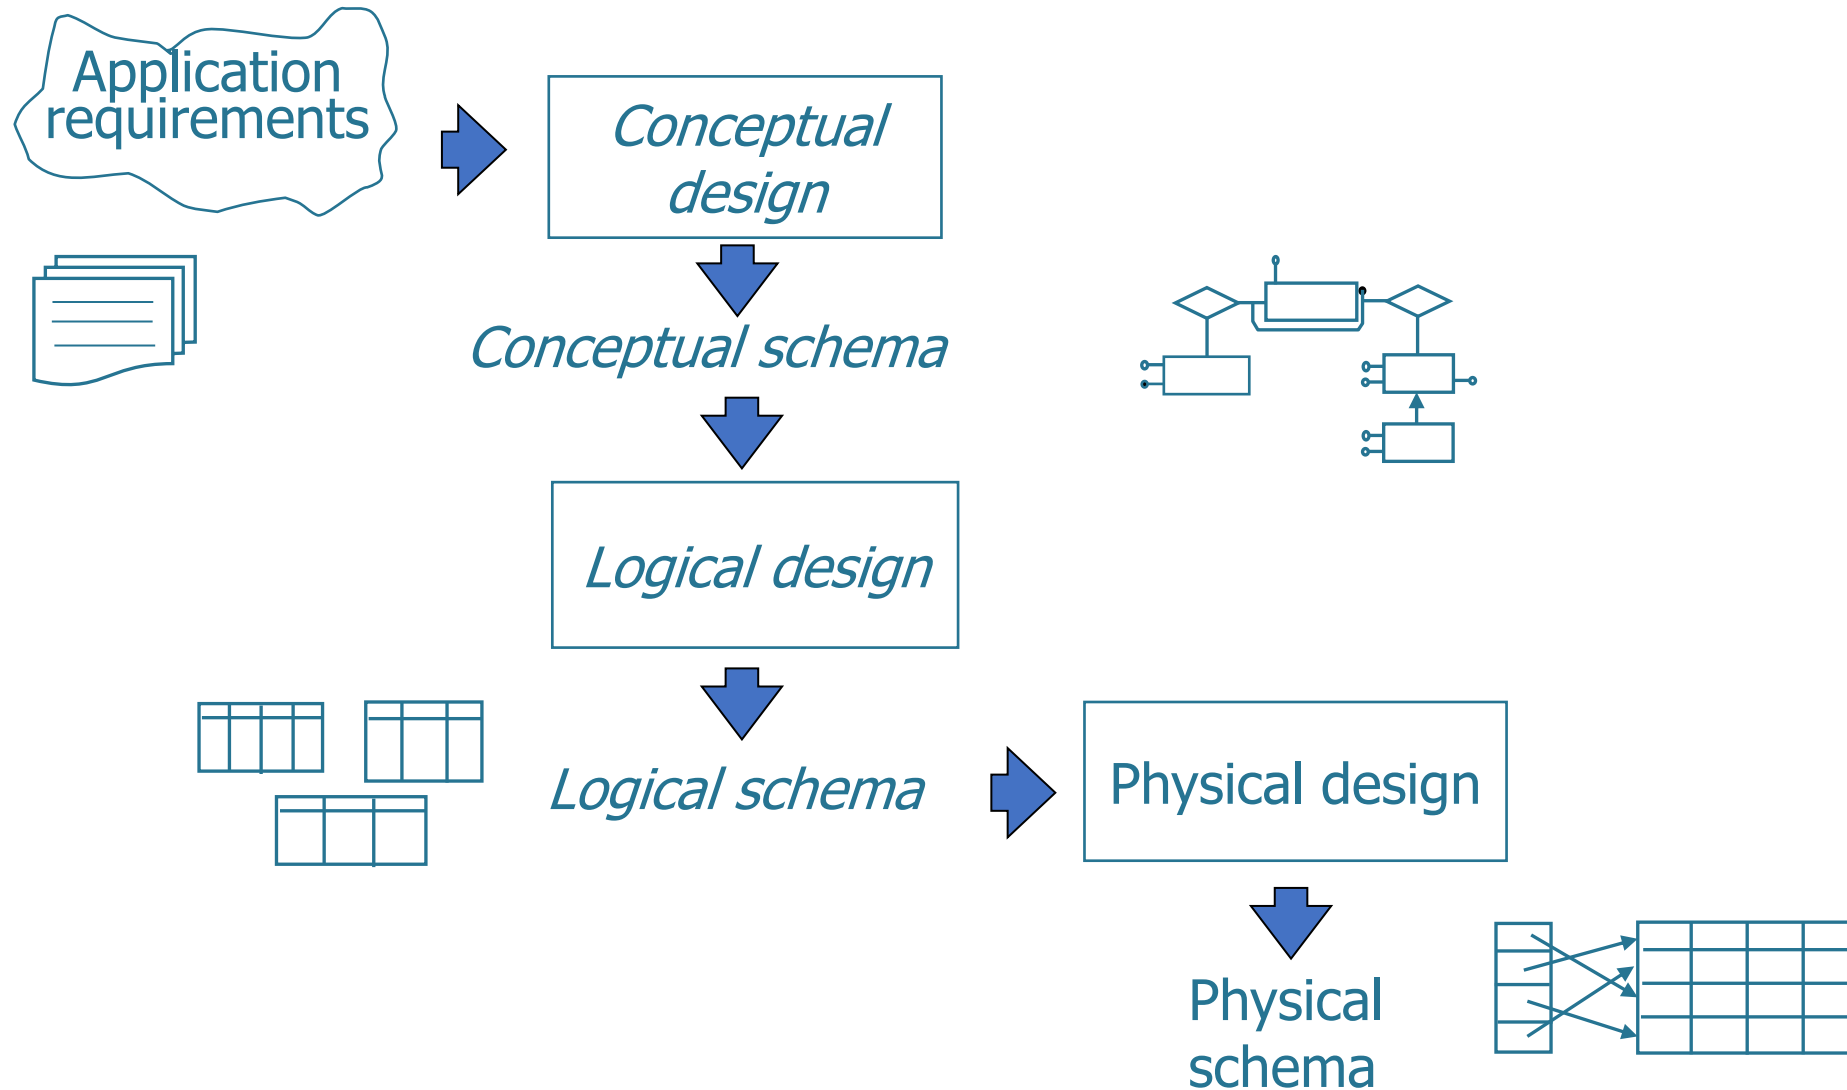 Application
requirements
Conceptual
design
Conceptual schema
Logical design
Logical schema
Physical design
Physical
schema